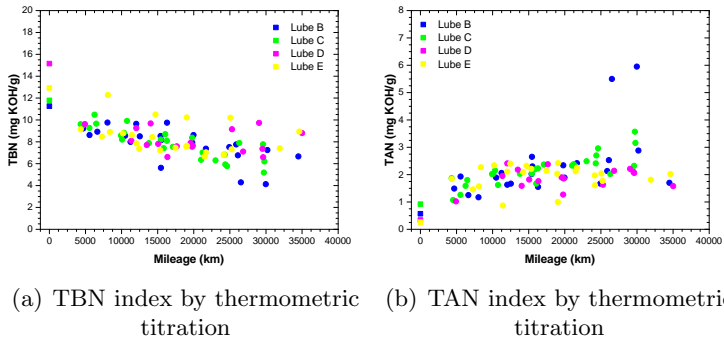 20
18
16
14
12
10
8
6
4
2
0
TBN (mg KOH/g)
0 5000 10000 15000 20000 25000 30000 35000 40000
Mileage (km)
Lube B
Lube C
Lube D
Lube E
8
7
6
5
4
3
2
1
0
TAN (mg KOH/g)
0 5000 10000 15000 20000 25000 30000 35000 40000
Mileage (km)
Lube B
Lube C
Lube D
Lube E
(a) TBN index by thermometric
titration
(b) TAN index by thermometric
titration